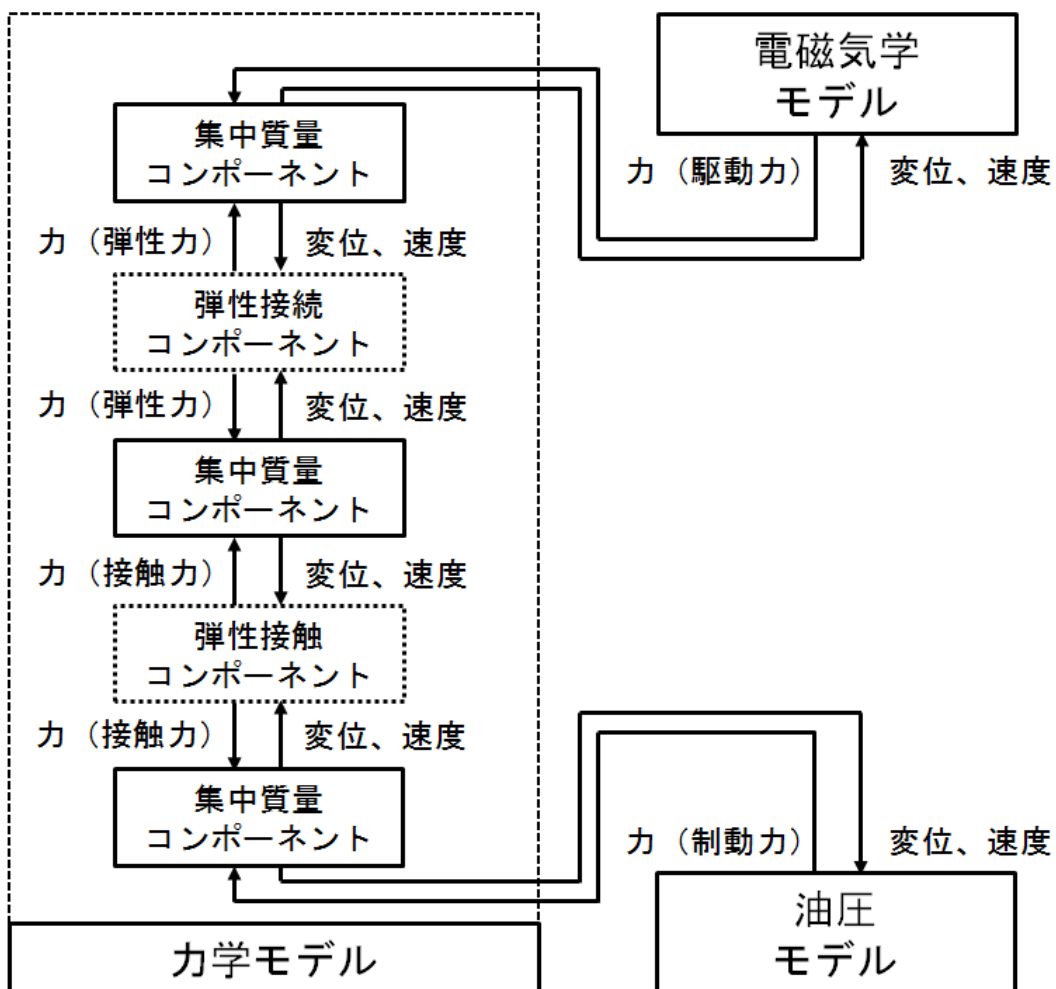 電磁気学
モデル
集中質量
コンポーネント
力（駆動力）
変位、速度
力（弾性力）
変位、速度
弾性接続
コンポーネント
力（弾性力）
変位、速度
集中質量
コンポーネント
力（接触力）
変位、速度
弾性接触
コンポーネント
力（接触力）
変位、速度
集中質量
コンポーネント
力（制動力）
変位、速度
油圧
モデル
力学モデル